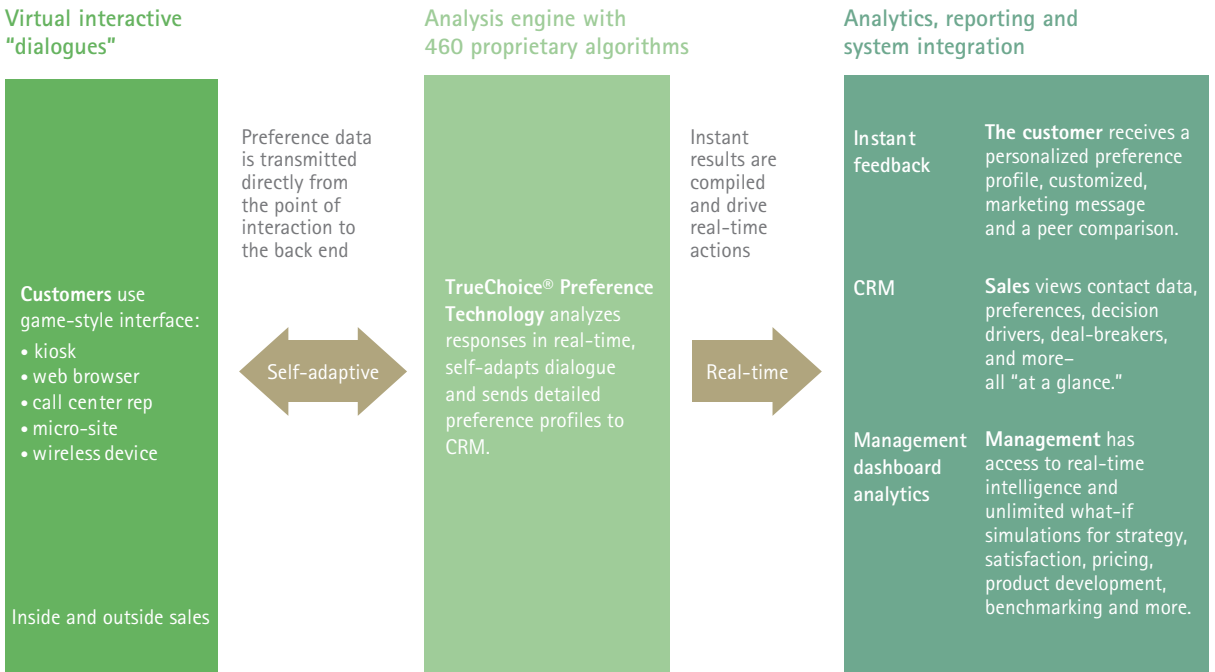 Virtual interactive
“dialogues”
Customers use
game-style interface:
• kiosk
• web browser
• call center rep
• micro-site
• wireless device
Inside and outside sales
Preference data
is transmitted
directly from
the point of
interaction to
the back end
Self-adaptive
Analysis engine with
460 proprietary algorithms
TrueChoice® Preference
Technology analyzes
responses in real-time,
self-adapts dialogue
and sends detailed
preference profiles to
CRM.
Instant
results are
compiled
and drive
real-time
actions
Real-time
Analytics, reporting and
system integration
Instant
feedback
The customer receives a
personalized preference
profile, customized,
marketing message
and a peer comparison.
CRM
Sales views contact data,
preferences, decision
drivers, deal-breakers,
and more–
all “at a glance.”
Management
dashboard
analytics
Management has
access to real-time
intelligence and
unlimited what-if
simulations for strategy,
satisfaction, pricing,
product development,
benchmarking and more.